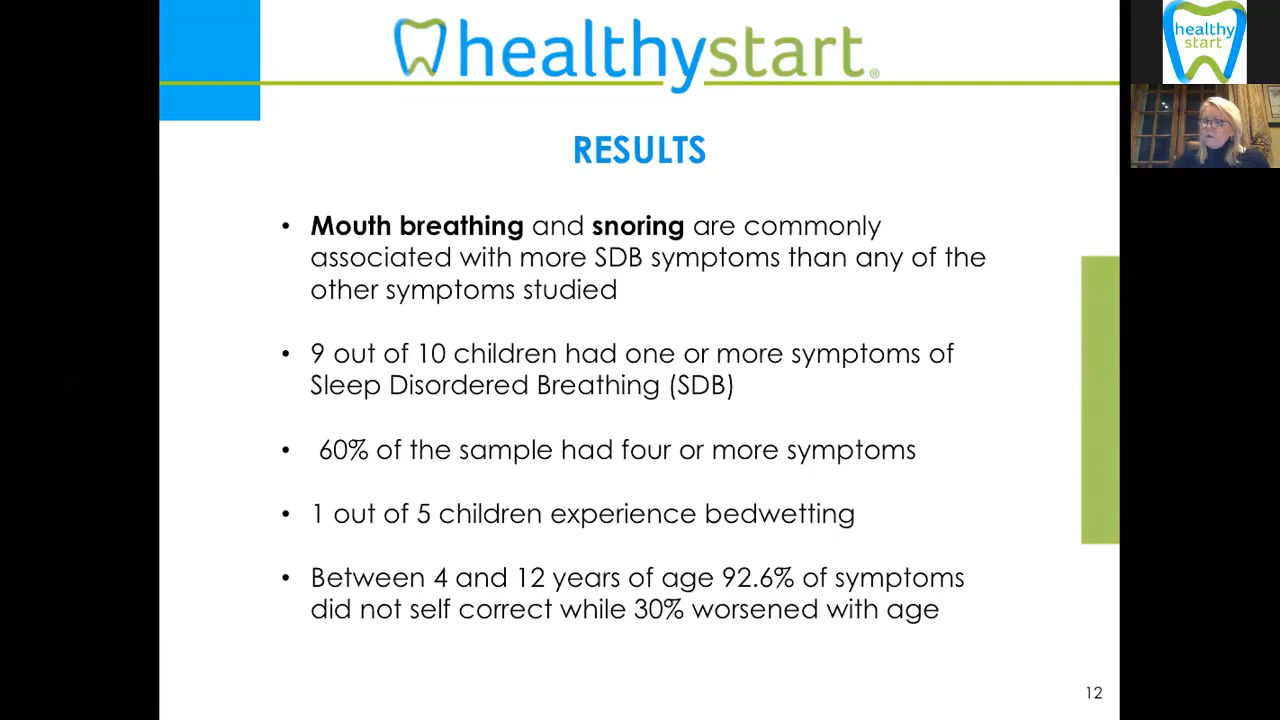 healthystart®
healthy
start
RESULTS
• Mouth breathing and snoring are commonly
associated with more SDB symptoms than any of the
other symptoms studied
• 9 out of 10 children had one or more symptoms of
Sleep Disordered Breathing (SDB)
• 60% of the sample had four or more symptoms
• 1 out of 5 children experience bedwetting
• Between 4 and 12 years of age 92.6% of symptoms
did not self correct while 30% worsened with age
12